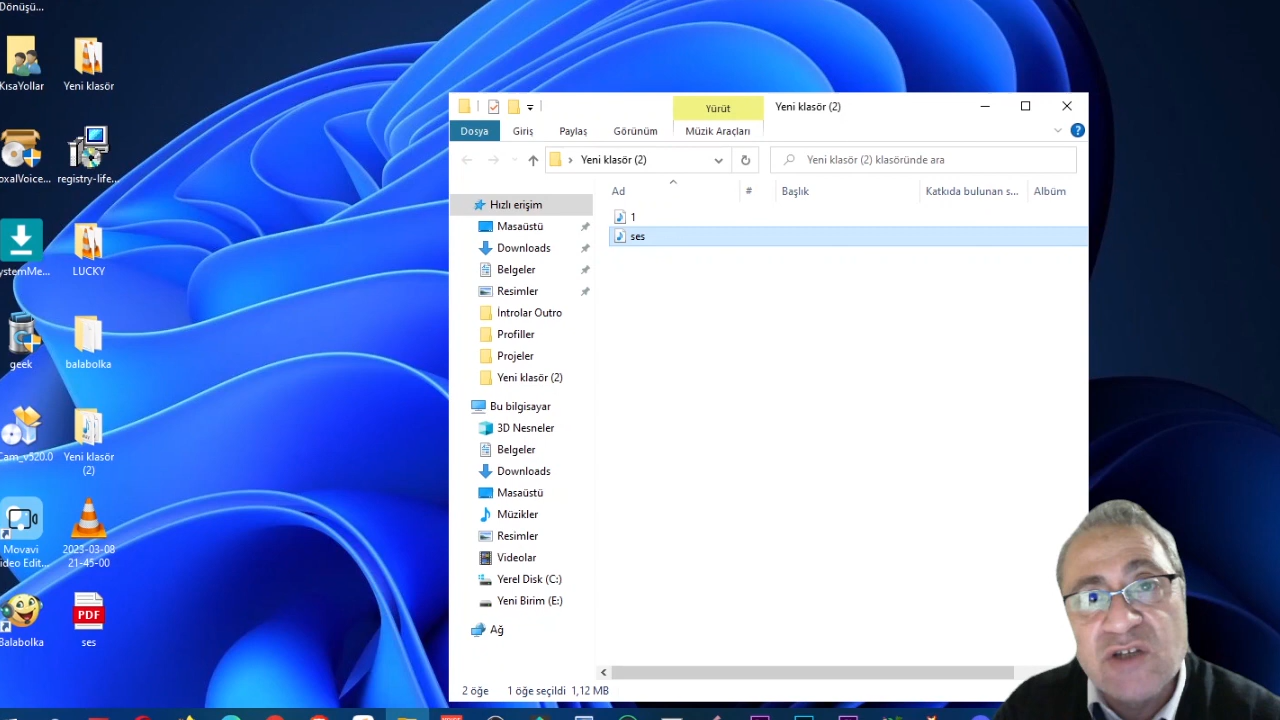 Dönüşü...
KısaYollar
Yeni klasör
oxalVoice...
registry-life...
ystemMe...
LUCKY
geek
balabolka
Cam_v520.0
Yeni klasör
(2)
Movavi
ideo Edit...
2023-03-08
21-45-00
Balabolka
PDF
ses
Yürüt
Yeni klasör (2)
Dosya
Giriş
Paylaş
Görünüm
Müzik Araçları
Yeni klasör (2)
Yeni klasör (2) klasöründe ara
Ad
#
Başlık
Katkıda bulunan s...
Albüm
1
ses
Hızlı erişim
Masaüstü
Downloads
Belgeler
Resimler
İntrolar Outro
Profiller
Projeler
Yeni klasör (2)
Bu bilgisayar
3D Nesneler
Belgeler
Downloads
Masaüstü
Müzikler
Resimler
Videolar
Yerel Disk (C:)
Yeni Birim (E:)
Ağ
2 öğe
1 öğe seçildi 1,12 MB